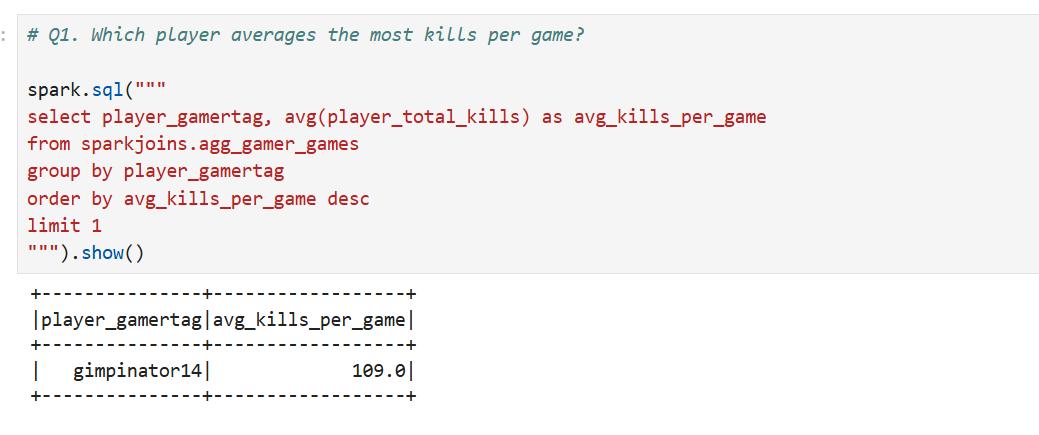 :
# Q1. Which player averages the most kills per game?
spark.sql("""
select player_gamertag, avg(player_total_kills) as avg_kills_per_game
from sparkjoins.agg_gamer_games
group by player_gamertag
order by avg_kills_per_game desc
limit 1
""").show()
+---------------+------------------+
|player_gamertag|avg_kills_per_game|
+---------------+------------------+
|   gimpinator14|             109.0|
+---------------+------------------+